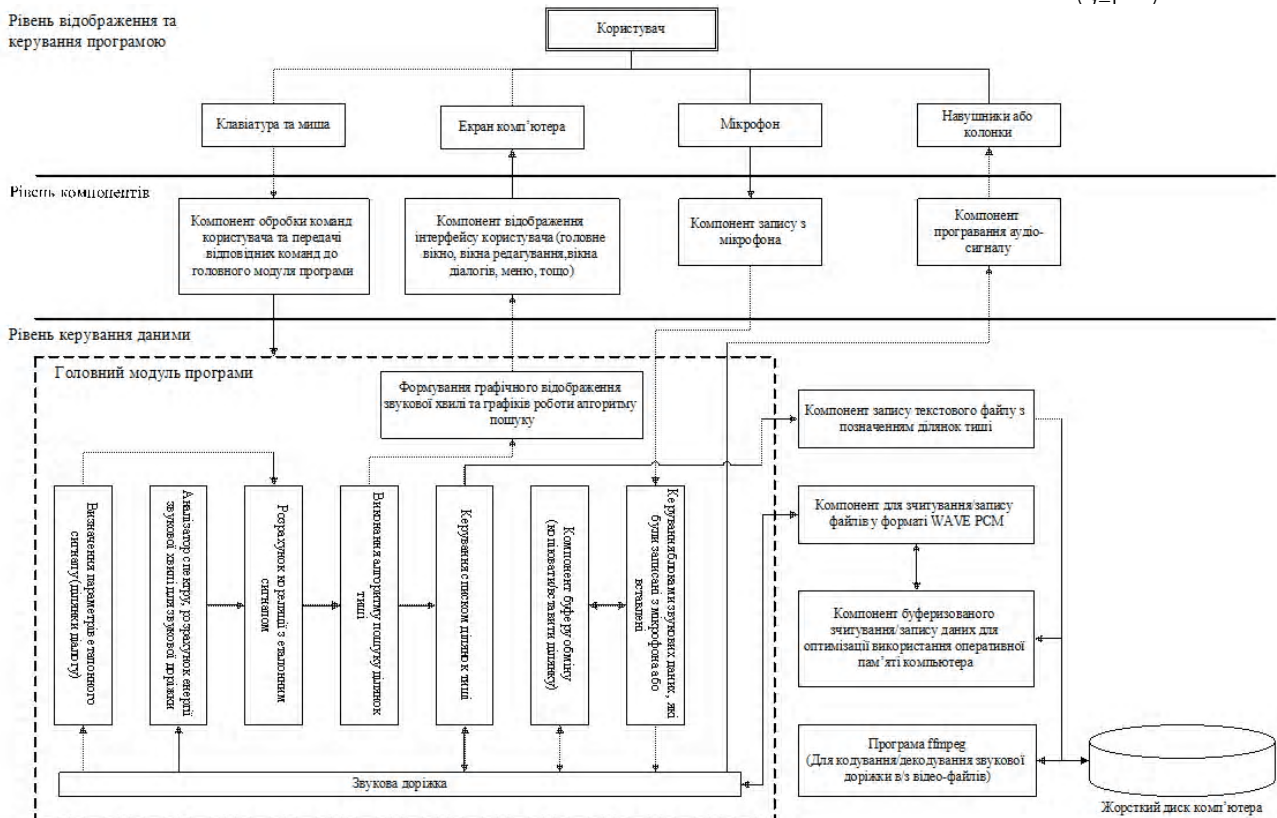 Рівень відображення та
керування програмою
Користувач
Клавіатура та миша
Екран комп’ютера
Мікрофон
Навушники або
колонки
Рівень компонентів
Компонент обробки команд
користувача та передачі
відповідних команд до
головного модуля програми
Компонент відображення
інтерфейсу користувача (головне
вікно, вікна редагування,вікна
діалогів, меню, тощо)
Компонент запису з
мікрофона
Компонент
програвання аудіо-
сигналу
Рівень керування даними
Головний модуль програми
Формування графічного відображення
звукової хвилі та графіків роботи алгоритму
пошуку
Визначення параметрів еталонного
сигналу (ділянки діалогу)
Аналізатор спектру, розрахунок енергії
звукової хвилі для звукової доріжки
Розрахунок кореляції з еталонним
сигналом
Виконання алгоритму пошуку ділянок
тиші
Керування списком ділянок тиші
Компонент буферу обміну
(копіювати/вставити ділянку)
Керування блоками звукових даних, які
були записані з мікрофона або
вставлені
Звукова доріжка
Компонент запису текстового файлу з
позначенням ділянок тиші
Компонент для зчитування/запису
файлів у форматі WAVE PCM
Компонент буферизованого
зчитування/запису даних для
оптимізації використання оперативної
пам’яті комп'ютера
Програма ffmpeg
(Для кодування/декодування звукової
доріжки в/з відео-файлів)
Жорсткий диск комп’ютера